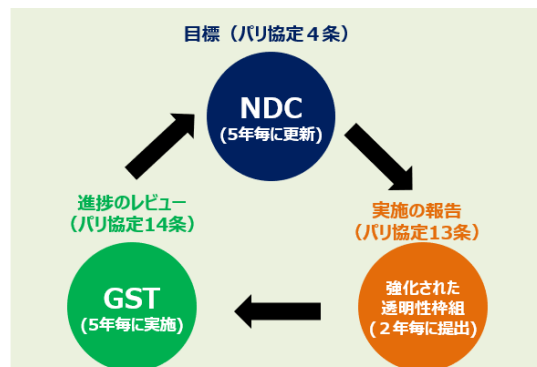 目標（パリ協定４条）
NDC
(5年毎に更新)
進捗のレビュー
（パリ協定14条）
実施の報告
（パリ協定13条）
GST
(5年毎に実施)
強化された
透明性枠組
(２年毎に提出)